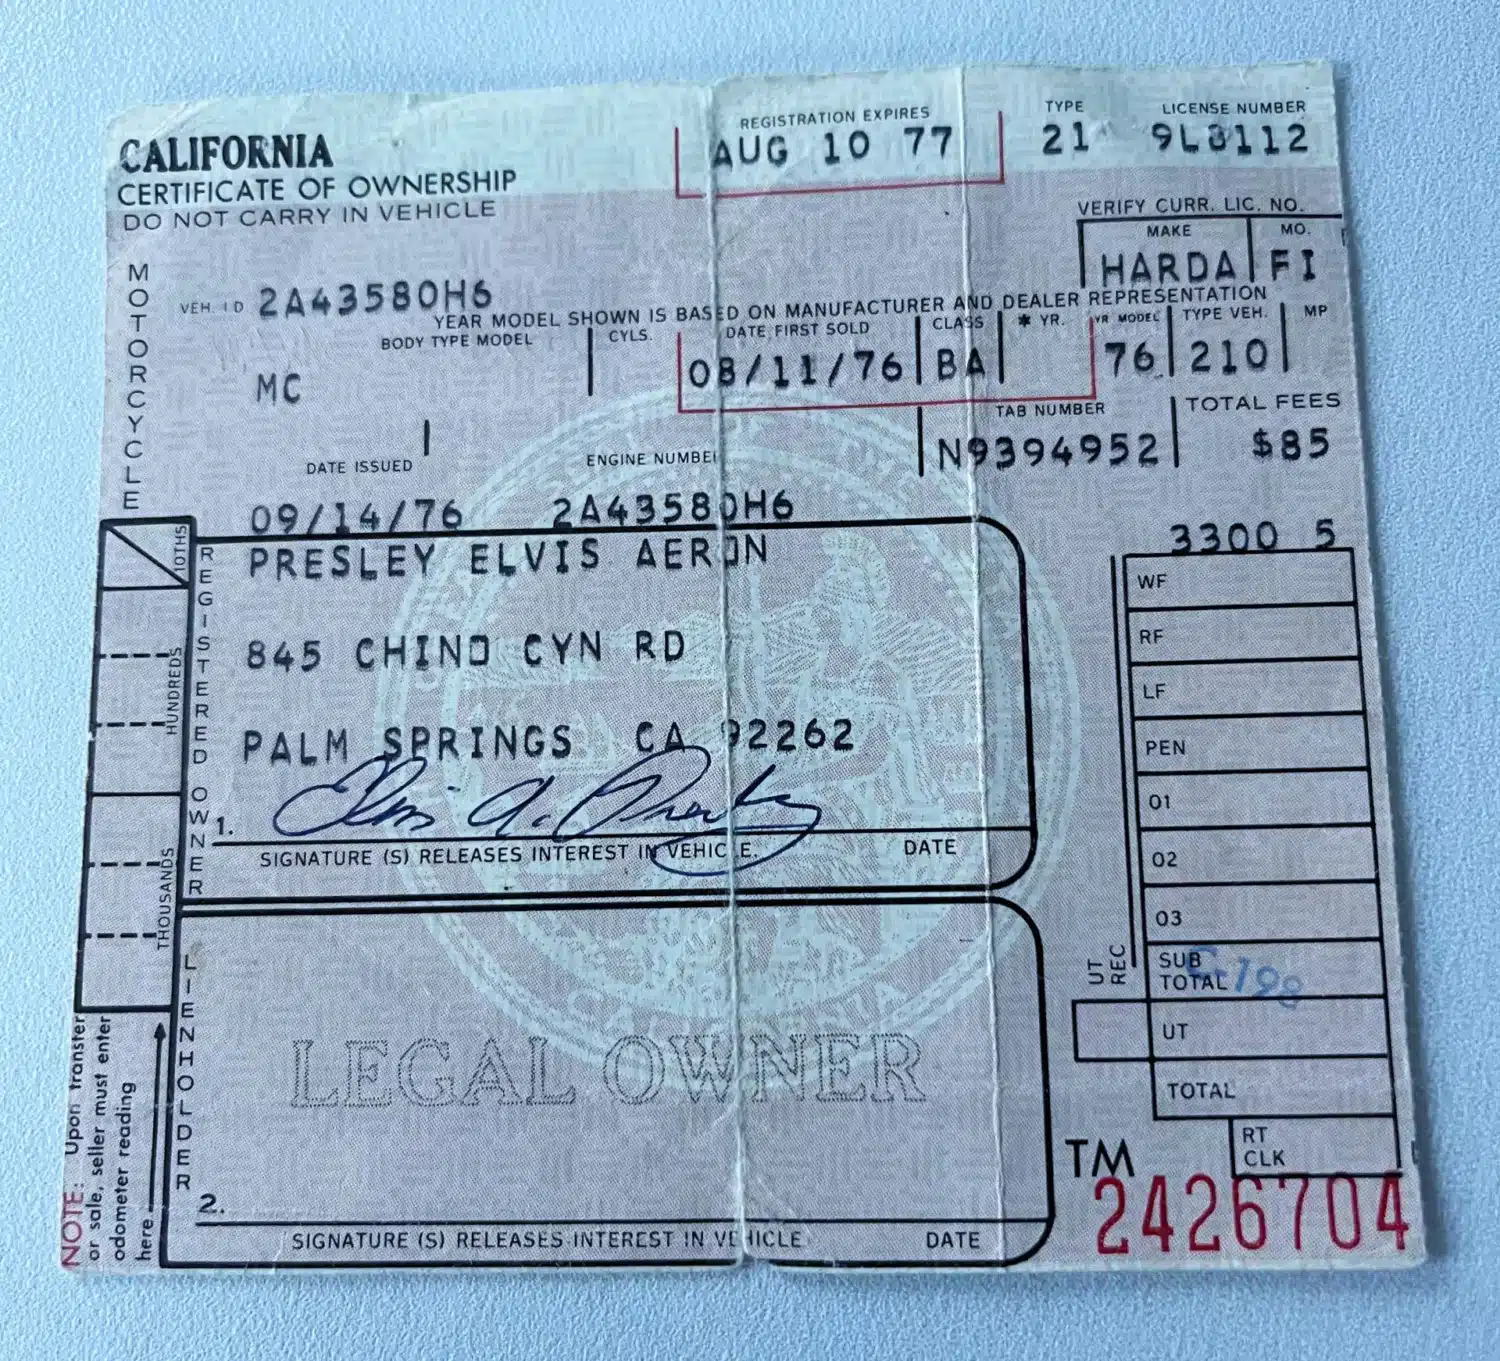 CALIFORNIA
CERTIFICATE OF OWNERSHIP
DO NOT CARRY IN VEHICLE
REGISTRATION EXPIRES
AUG 10 77
TYPE
21
LICENSE NUMBER
9L8112
VERIFY CURR. LIC. NO.
MAKE
HARDA
MO.
FI
MOTORCYCLE
VEH. ID 2A43580H6
YEAR MODEL SHOWN IS BASED ON MANUFACTURER AND DEALER REPRESENTATION
BODY TYPE MODEL
MC
CYLS.
DATE FIRST SOLD
08/11/76
CLASS
BA
* YR.
YR MODEL
76
TYPE VEH.
210
MP
TAB NUMBER
N9394952
TOTAL FEES
$85
DATE ISSUED
09/14/76
ENGINE NUMBE
2A43580H6
3300 5
REGISTERED OWNER
PRESLEY ELVIS AERON
845 CHINO CYN RD
PALM SPRINGS CA 92262
Elvis A. Presley
1.
SIGNATURE (S) RELEASES INTEREST IN VEHICLE.
DATE
10THS
HUNDREDS
THOUSANDS
NOTE: Upon transfer
or sale, seller must enter
odometer reading
here
LIENHOLDER
LEGAL OWNER
2.
SIGNATURE (S) RELEASES INTEREST IN VEHICLE
DATE
WF
RF
LF
PEN
01
02
03
UT REC
SUB TOTAL
UT
TOTAL
RT
CLK
TM
2426704